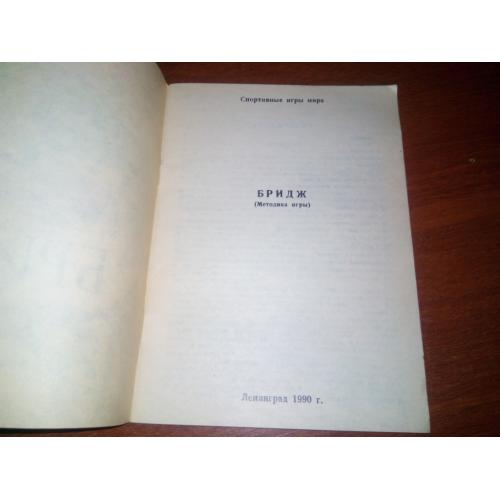 Спортивные игры мира
БРИДЖ
(Методика игры)
Ленинград 1990 г.